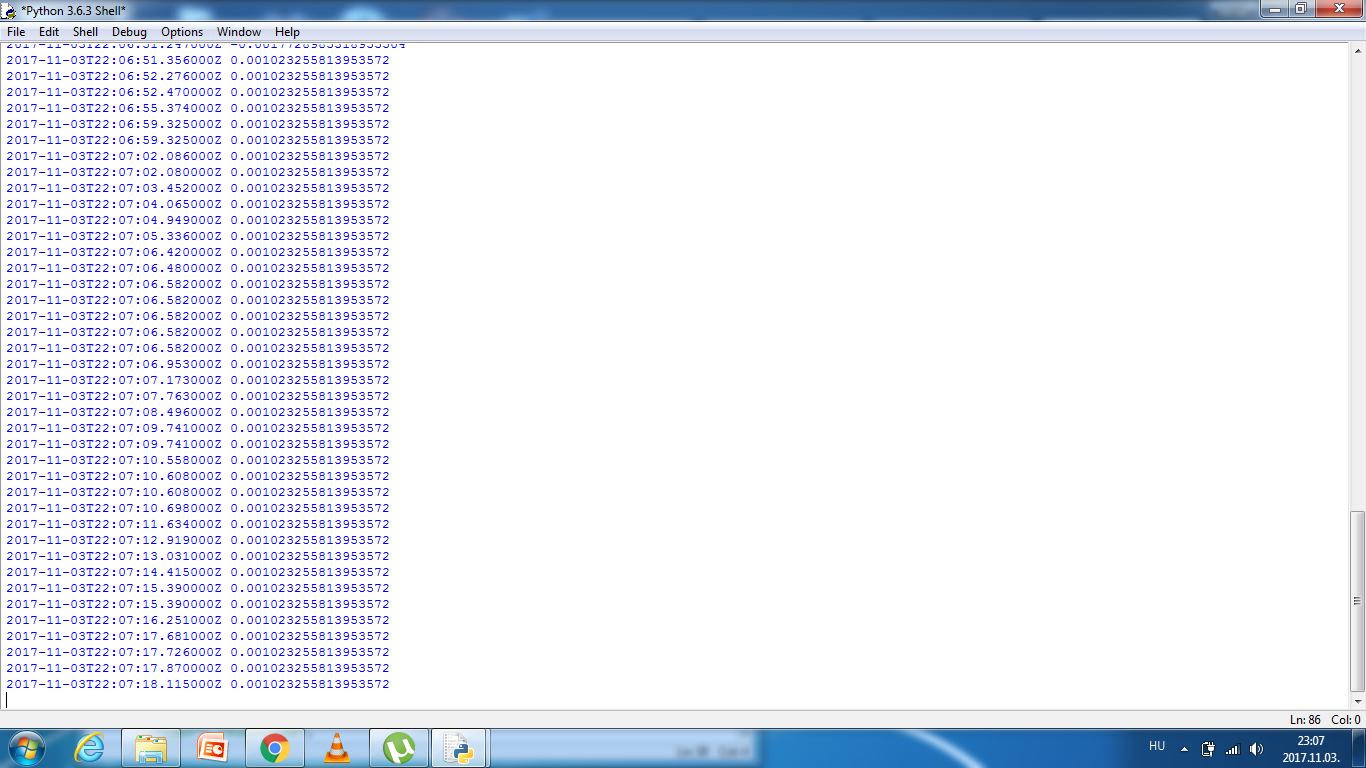 *Python 3.6.3 Shell*
File Edit Shell Debug Options Window Help
2017-11-03T22:06:51.247000Z -0.0017728983318953504
2017-11-03T22:06:51.356000Z 0.001023255813953572
2017-11-03T22:06:52.276000Z 0.001023255813953572
2017-11-03T22:06:52.470000Z 0.001023255813953572
2017-11-03T22:06:55.374000Z 0.001023255813953572
2017-11-03T22:06:59.325000Z 0.001023255813953572
2017-11-03T22:06:59.325000Z 0.001023255813953572
2017-11-03T22:07:02.086000Z 0.001023255813953572
2017-11-03T22:07:02.080000Z 0.001023255813953572
2017-11-03T22:07:03.452000Z 0.001023255813953572
2017-11-03T22:07:04.065000Z 0.001023255813953572
2017-11-03T22:07:04.949000Z 0.001023255813953572
2017-11-03T22:07:05.336000Z 0.001023255813953572
2017-11-03T22:07:06.420000Z 0.001023255813953572
2017-11-03T22:07:06.480000Z 0.001023255813953572
2017-11-03T22:07:06.582000Z 0.001023255813953572
2017-11-03T22:07:06.582000Z 0.001023255813953572
2017-11-03T22:07:06.582000Z 0.001023255813953572
2017-11-03T22:07:06.582000Z 0.001023255813953572
2017-11-03T22:07:06.582000Z 0.001023255813953572
2017-11-03T22:07:06.953000Z 0.001023255813953572
2017-11-03T22:07:07.173000Z 0.001023255813953572
2017-11-03T22:07:07.763000Z 0.001023255813953572
2017-11-03T22:07:08.496000Z 0.001023255813953572
2017-11-03T22:07:09.741000Z 0.001023255813953572
2017-11-03T22:07:09.741000Z 0.001023255813953572
2017-11-03T22:07:10.558000Z 0.001023255813953572
2017-11-03T22:07:10.608000Z 0.001023255813953572
2017-11-03T22:07:10.608000Z 0.001023255813953572
2017-11-03T22:07:10.698000Z 0.001023255813953572
2017-11-03T22:07:11.634000Z 0.001023255813953572
2017-11-03T22:07:12.919000Z 0.001023255813953572
2017-11-03T22:07:13.031000Z 0.001023255813953572
2017-11-03T22:07:14.415000Z 0.001023255813953572
2017-11-03T22:07:15.390000Z 0.001023255813953572
2017-11-03T22:07:15.390000Z 0.001023255813953572
2017-11-03T22:07:16.251000Z 0.001023255813953572
2017-11-03T22:07:17.681000Z 0.001023255813953572
2017-11-03T22:07:17.726000Z 0.001023255813953572
2017-11-03T22:07:17.870000Z 0.001023255813953572
2017-11-03T22:07:18.115000Z 0.001023255813953572
Ln: 86 Col: 0
HU
23:07
2017.11.03.